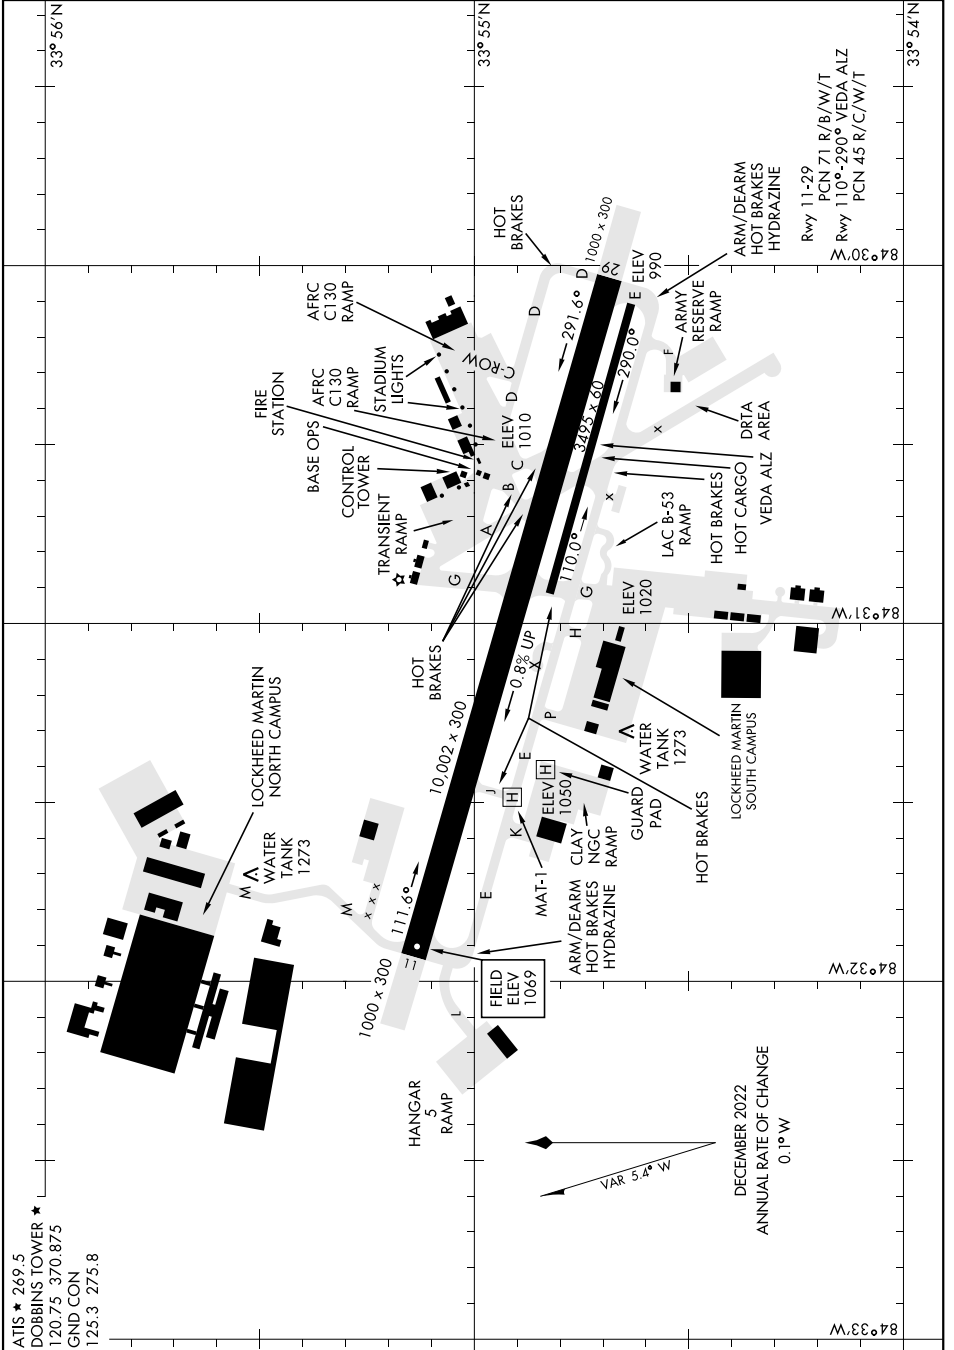 ATIS ★ 269.5
DOBBINS TOWER ★
120.75 370.875
GND CON
125.3 275.8
33°56'N
33°55'N
33°54'N
84°30'W
84°31'W
84°32'W
84°33'W
Rwy 11-29
PCN 71 R/B/W/T
Rwy 110°-290° VEDA ALZ
PCN 45 R/C/W/T
LOCKHEED MARTIN
NORTH CAMPUS
WATER
TANK
1273
M
M
x x x
HANGAR
5
RAMP
L
1000 x 300
11
111.6°
FIELD
ELEV
1069
10,002 x 300
0.8% UP
HOT
BRAKES
TRANSIENT
RAMP
CONTROL
TOWER
BASE OPS
FIRE
STATION
AFRC
C130
RAMP
STADIUM
LIGHTS
AFRC
C130
RAMP
C-ROW
ELEV
1010
G
A
B
C
D
D
D
HOT
BRAKES
1000 x 300
29
291.6°
E
ELEV
990
3495 x 60
290.0°
110.0°
ARM/DEARM
HOT BRAKES
HYDRAZINE
ARMY
RESERVE
RAMP
F
x
x
DRTA
AREA
VEDA ALZ
HOT CARGO
HOT BRAKES
LAC B-53
RAMP
G
H
ELEV
1020
X
P
E
J
H
H
K
E
ELEV
1050
MAT-1
CLAY
NGC
RAMP
GUARD
PAD
WATER
TANK
1273
LOCKHEED MARTIN
SOUTH CAMPUS
HOT BRAKES
ARM/DEARM
HOT BRAKES
HYDRAZINE
VAR 5.4° W
DECEMBER 2022
ANNUAL RATE OF CHANGE
0.1° W